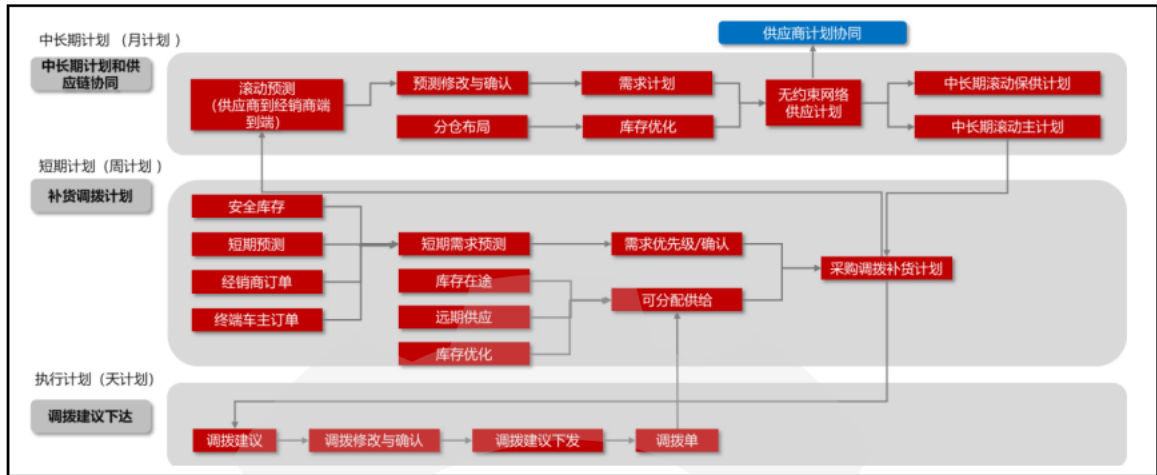 供应商计划协同
中长期计划 （月计划 ）
中长期计划和供
应链协同
滚动预测
（供应商到经销商端
到端）
预测修改与确认
需求计划
分仓布局
库存优化
无约束网络
供应计划
中长期滚动保供计划
中长期滚动主计划
短期计划（周计划 ）
补货调拨计划
安全库存
短期预测
经销商订单
终端车主订单
短期需求预测
库存在途
远期供应
库存优化
需求优先级/确认
可分配供给
采购调拨补货计划
执行计划（天计划）
调拨建议下达
调拨建议
调拨修改与确认
调拨建议下发
调拨单